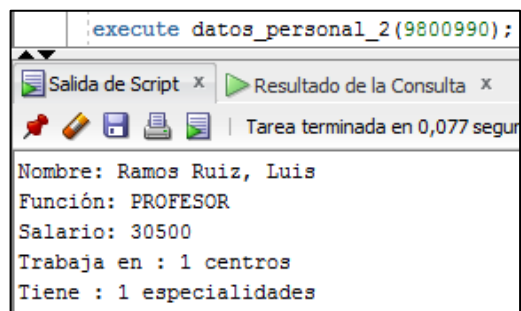 execute datos_personal_2(9800990);
Salida de Script x Resultado de la Consulta x
Tarea terminada en 0,077 segur
Nombre: Ramos Ruiz, Luis
Función: PROFESOR
Salario: 30500
Trabaja en : 1 centros
Tiene : 1 especialidades